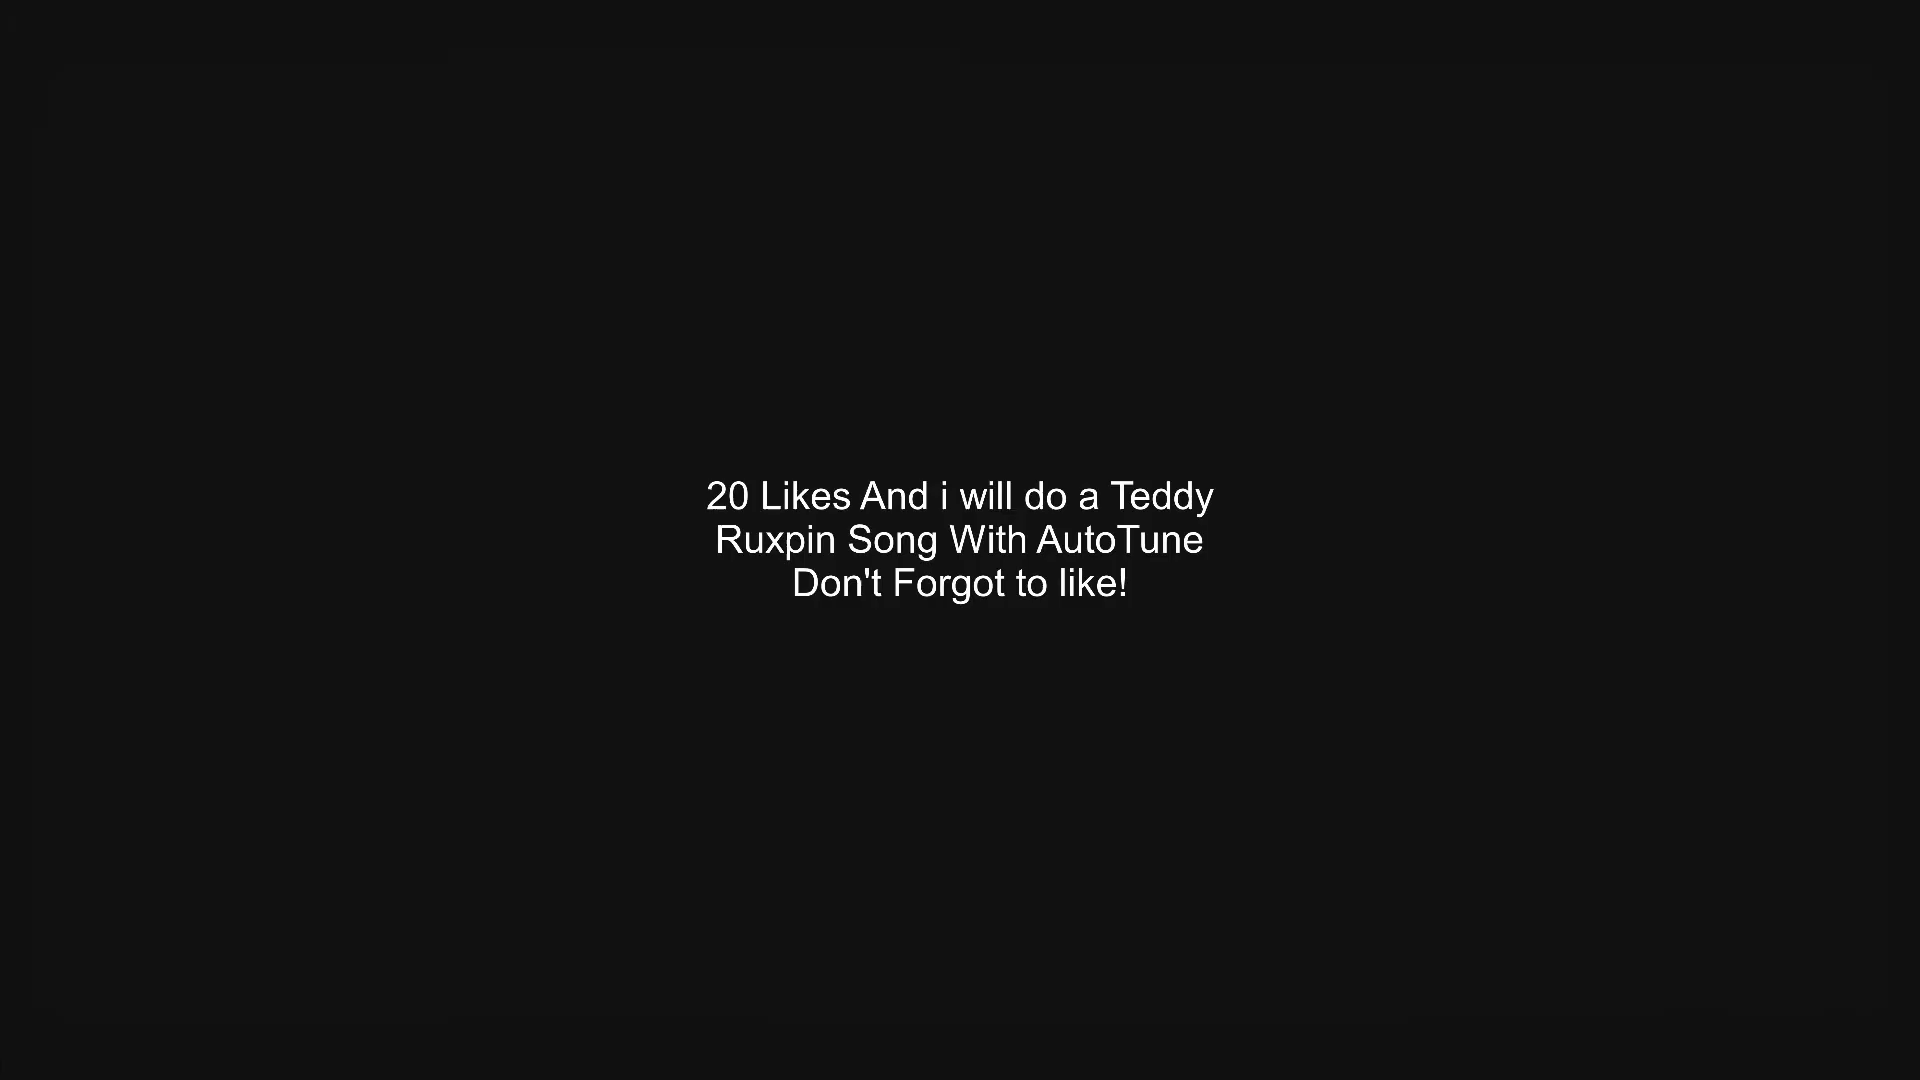 20 Likes And i will do a Teddy
Ruxpin Song With AutoTune
Don't Forgot to like!